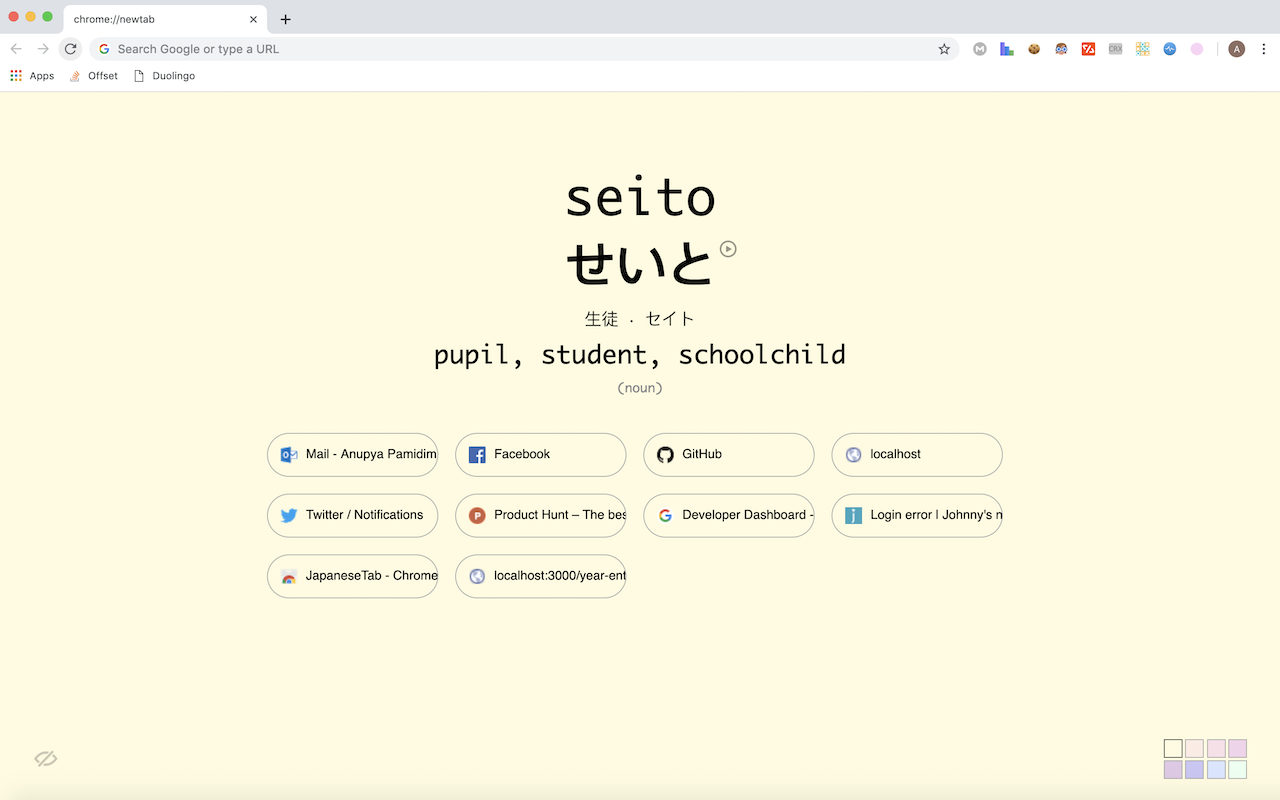 chrome://newtab
Search Google or type a URL
A
Apps Offset Duolingo
seito
せいと
生徒 · セイト
pupil, student, schoolchild
(noun)
Mail - Anupya Pamidim Facebook GitHub localhost
Twitter / Notifications Product Hunt – The bes Developer Dashboard - Login error | Johnny's n
JapaneseTab - Chrome localhost:3000/year-ent